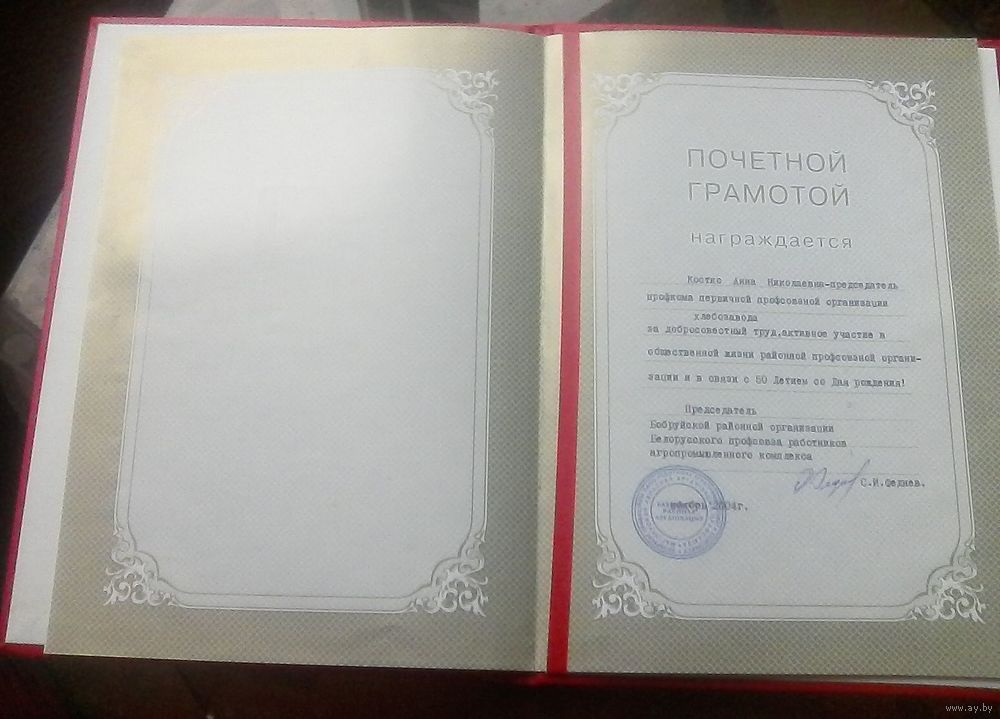 ПОЧЕТНОЙ
ГРАМОТОЙ
награждается
Анна Николаевна-председатель
профкома первичной профсоюзной организации
хлебозавода
за добросовестный труд,активное участие в
общественной жизни районной профсоюзной органи-
зации и в связи с 50 Летием со Дня рождения!
Председатель
Бобруйской районной организации
Белорусского профсоюза работников
агропромышленного комплекса
С.И.Федиев.
ноябрь 2004г.
www.ay.by